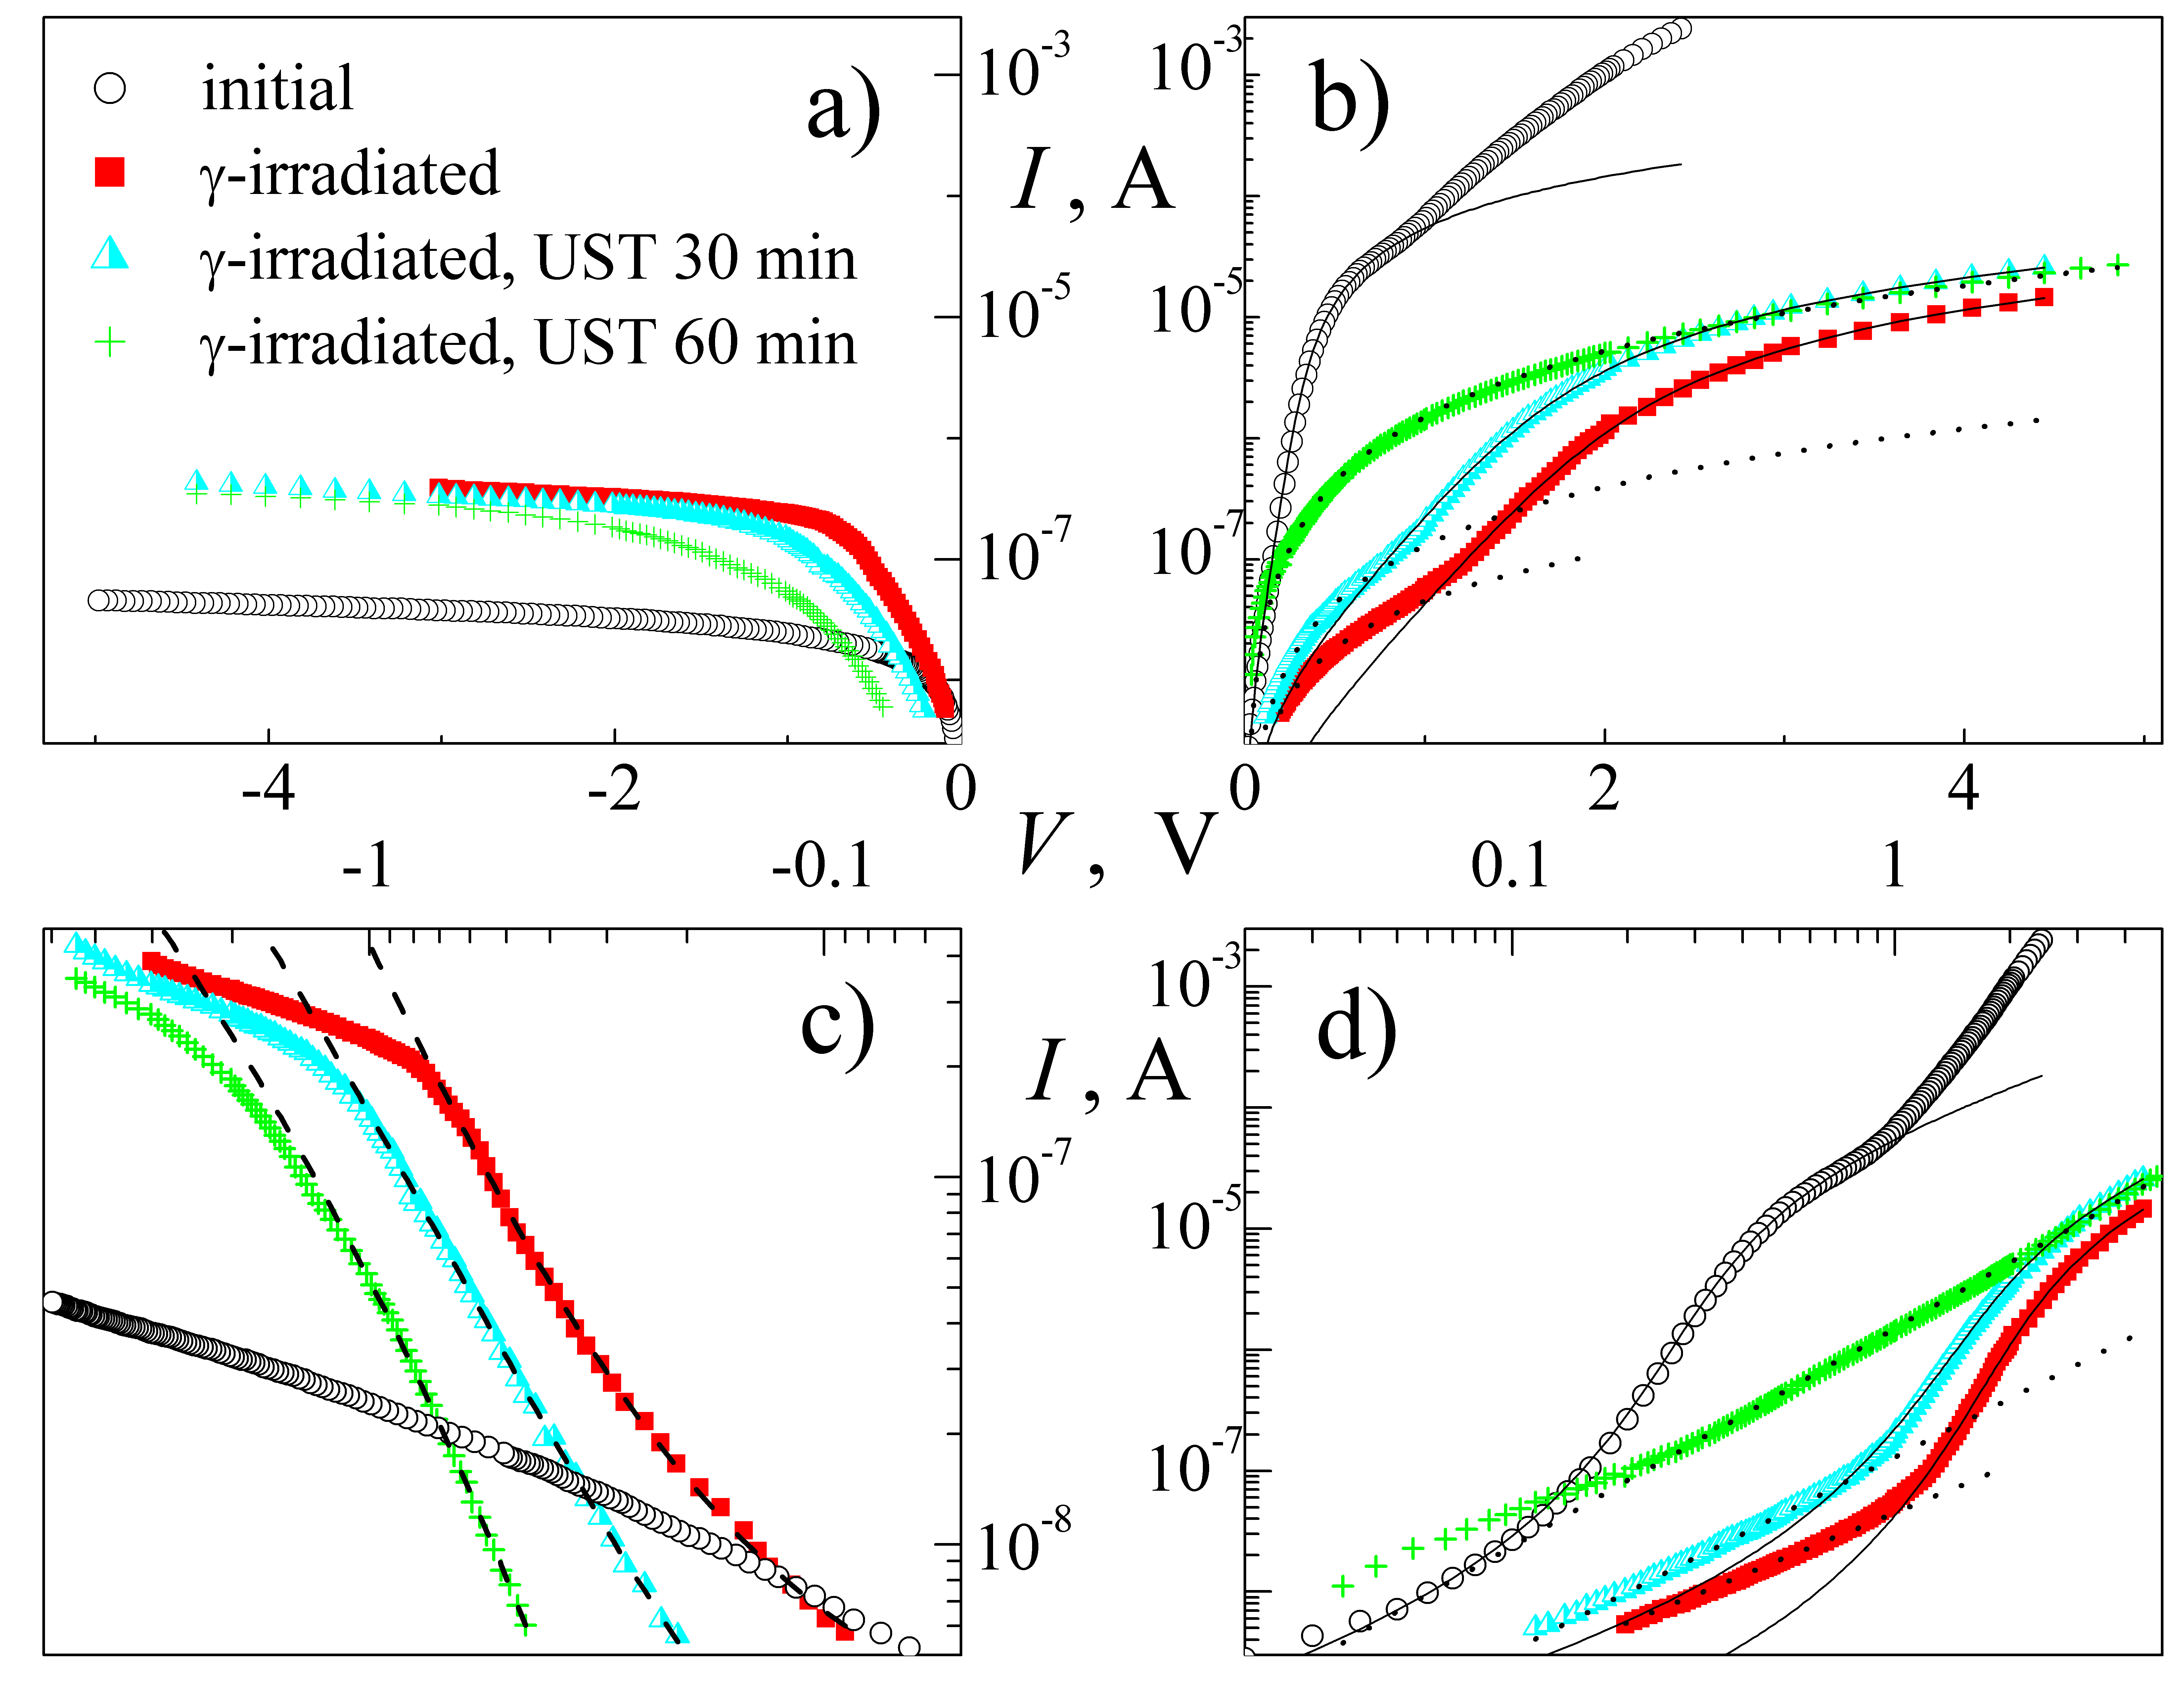 initial
γ-irradiated
γ-irradiated, UST 30 min
γ-irradiated, UST 60 min
a)
10⁻³
I, A
10⁻⁵
10⁻⁷
b)
10⁻³
10⁻⁵
10⁻⁷
-4
-2
0
0
2
4
V, V
-1
-0.1
0.1
1
c)
I, A
10⁻⁷
10⁻⁸
d)
10⁻³
10⁻⁵
10⁻⁷